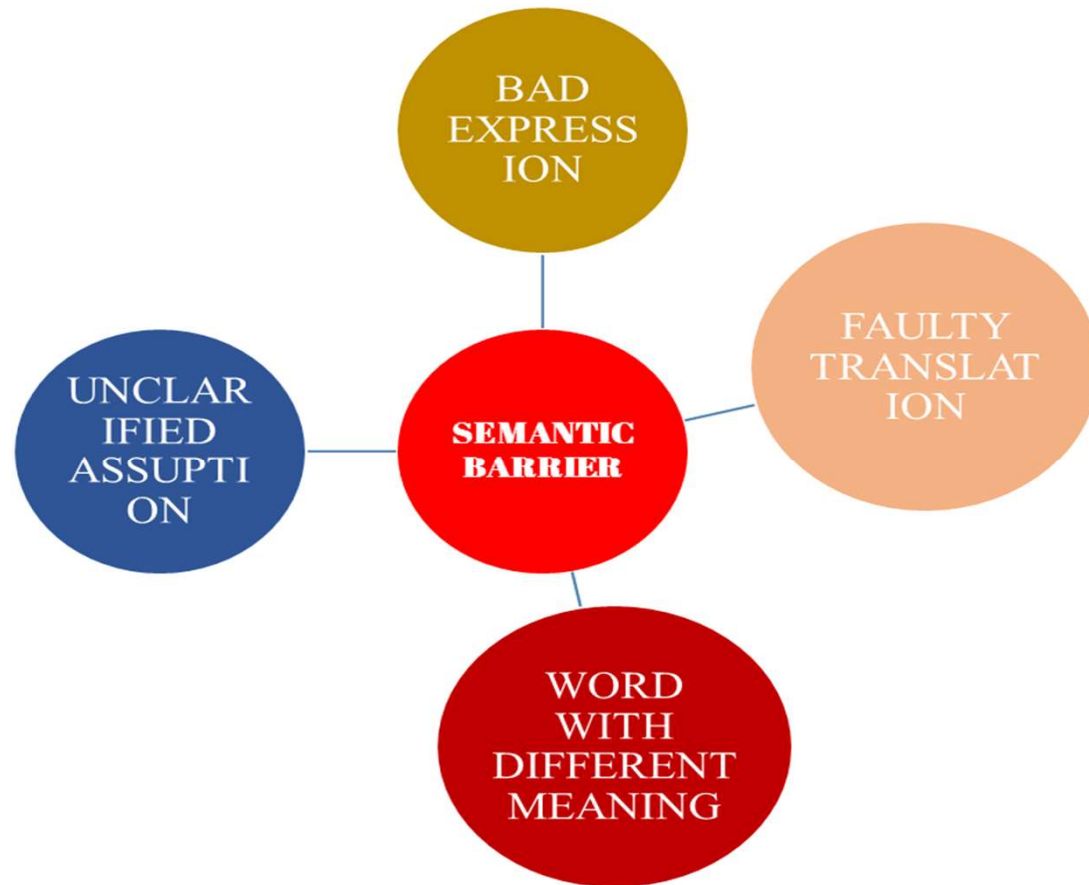 BAD
EXPRESS
ION
FAULTY
TRANSLAT
ION
UNCLAR
IFIED
ASSUPTI
ON
SEMANTIC
BARRIER
WORD
WITH
DIFFERENT
MEANING